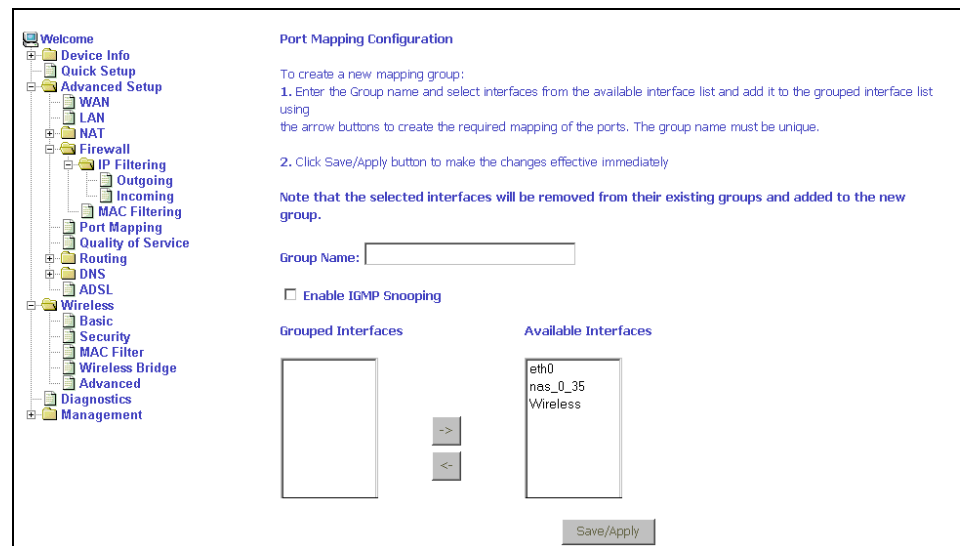 Welcome
Device Info
Quick Setup
Advanced Setup
WAN
LAN
NAT
Firewall
IP Filtering
Outgoing
Incoming
MAC Filtering
Port Mapping
Quality of Service
Routing
DNS
ADSL
Wireless
Basic
Security
MAC Filter
Wireless Bridge
Advanced
Diagnostics
Management
Port Mapping Configuration
To create a new mapping group:
1. Enter the Group name and select interfaces from the available interface list and add it to the grouped interface list
using
the arrow buttons to create the required mapping of the ports. The group name must be unique.
2. Click Save/Apply button to make the changes effective immediately
Note that the selected interfaces will be removed from their existing groups and added to the new
group.
Group Name:
Enable IGMP Snooping
Grouped Interfaces
Available Interfaces
eth0
nas_0_35
Wireless
->
<-
Save/Apply